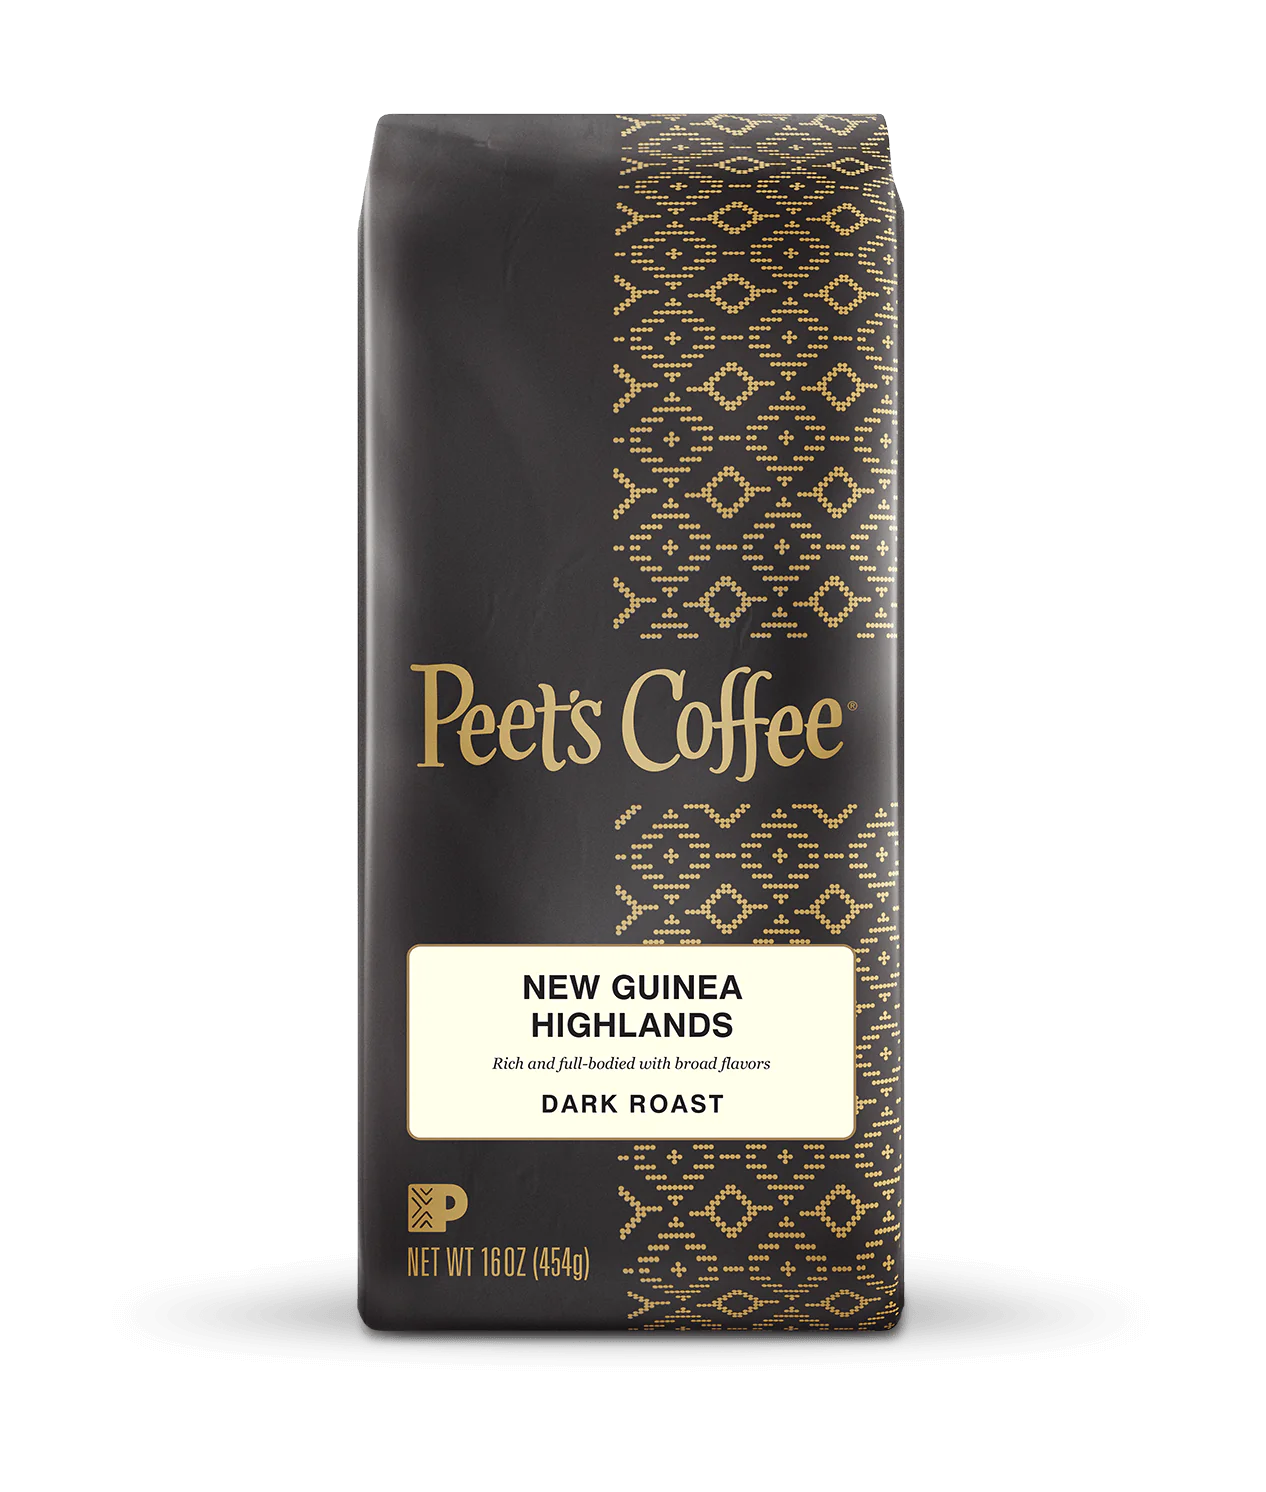 Peet's Coffee®
NEW GUINEA
HIGHLANDS
Rich and full-bodied with broad flavors
DARK ROAST
P
NET WT 16OZ (454g)